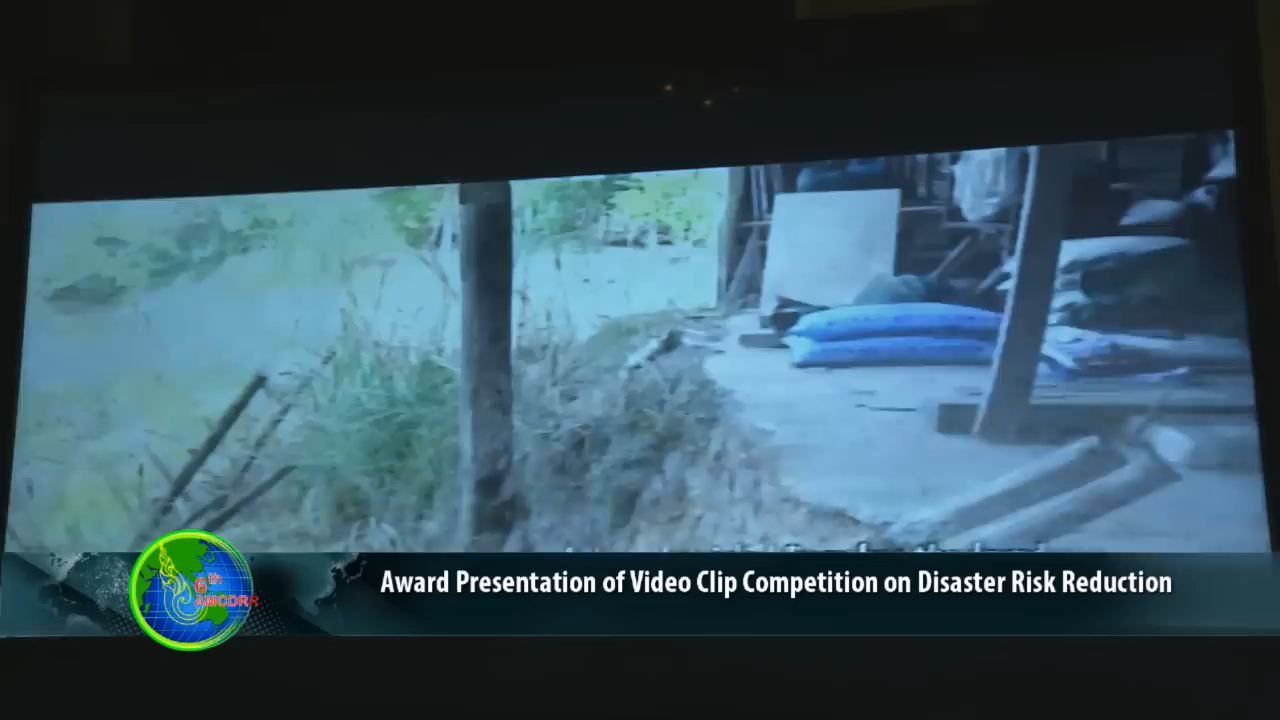 Award Presentation of Video Clip Competition on Disaster Risk Reduction
6th
AMCDRR